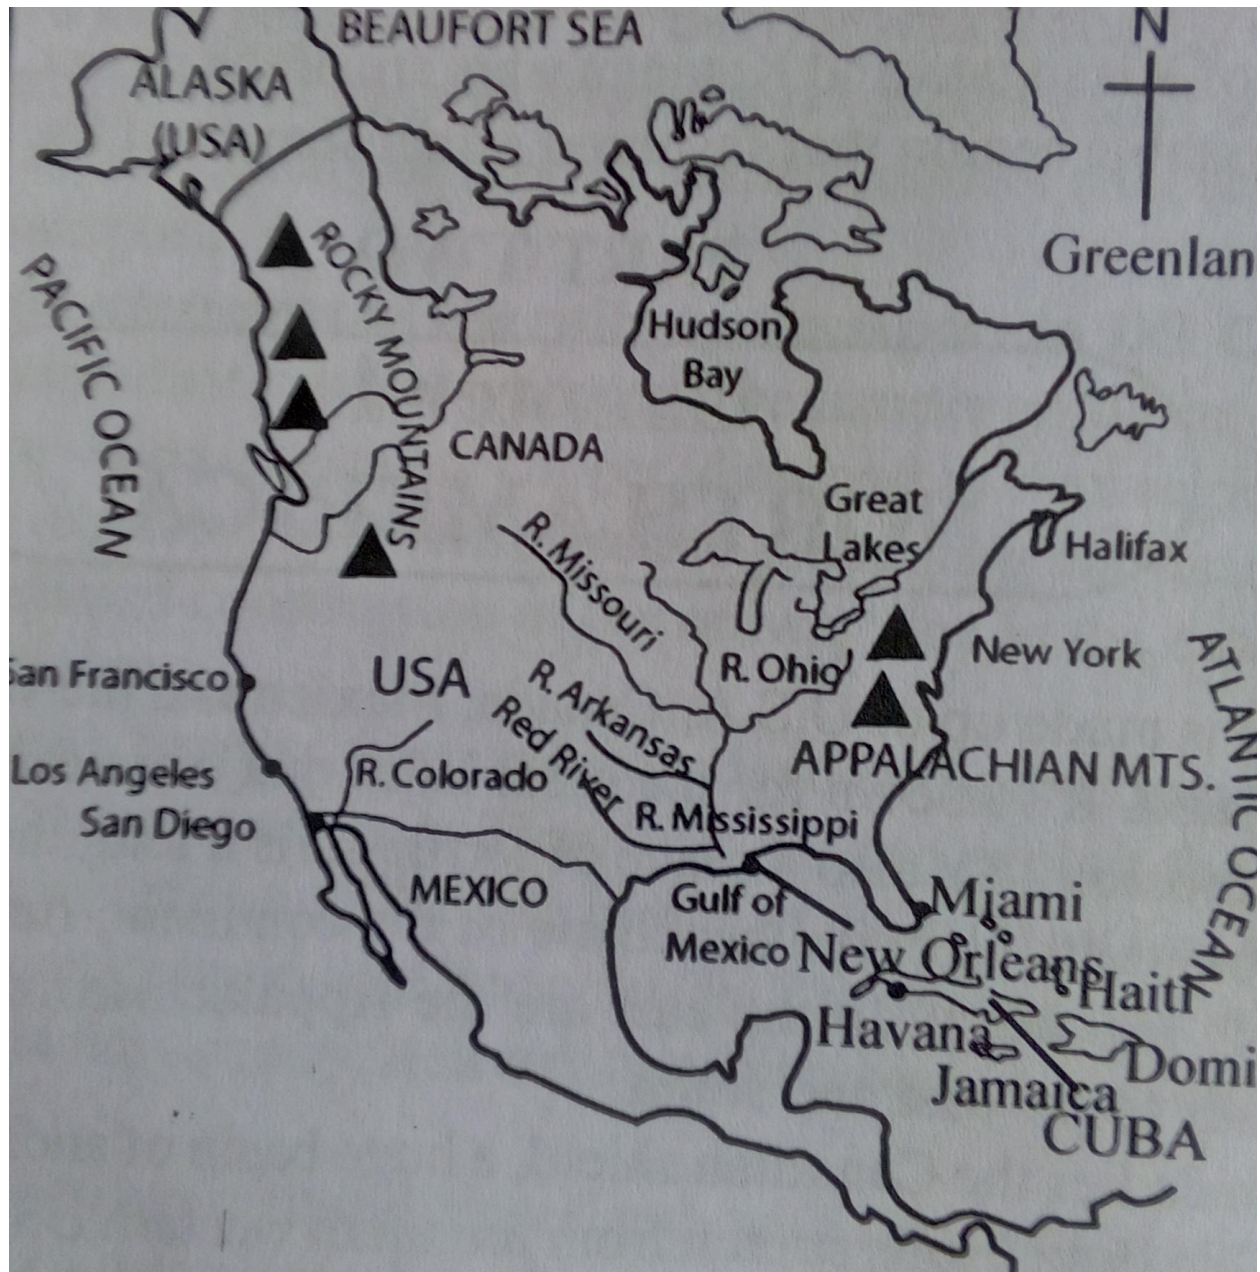 BEAUFORT SEA
N
ALASKA
(USA)
Greenlan
ROCKY MOUNTAINS
PACIFIC OCEAN
Hudson
Bay
CANADA
Great
Lakes
Halifax
R. Missouri
New York
ATLANTIC OCEAN
San Francisco
USA
R. Ohio
R. Arkansas
Red River
Los Angeles
R. Colorado
APPALACHIAN MTS.
San Diego
R. Mississippi
MEXICO
Gulf of
Mexico
Miami
New Orleans
Haiti
Havana
Domi
Jamaica
CUBA